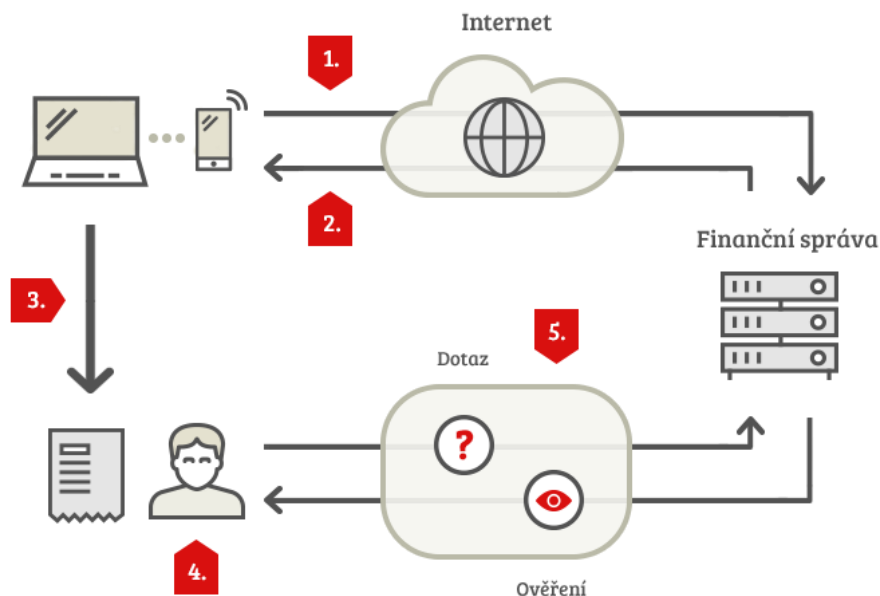 Internet
1.
2.
Finanční správa
3.
5.
Dotaz
?
4.
Ověření